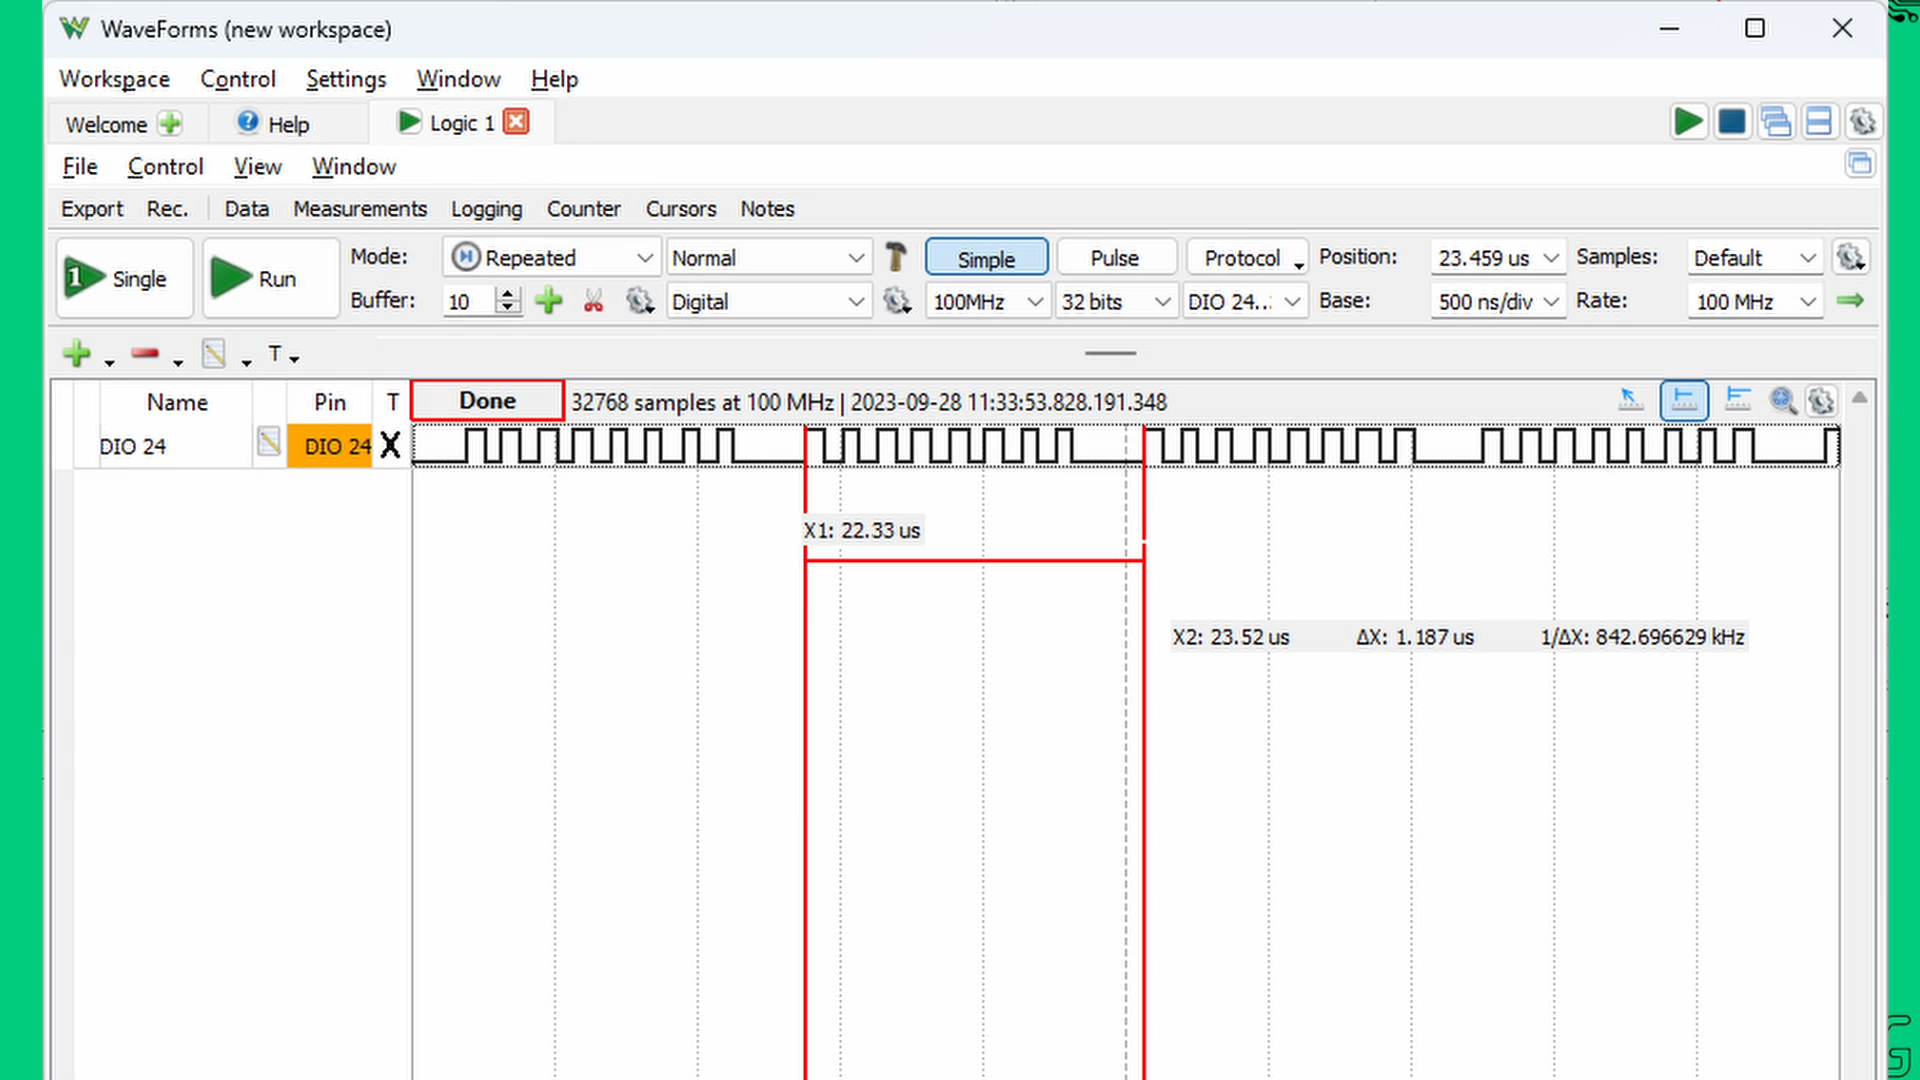 WaveForms (new workspace)
Workspace Control Settings Window Help
Welcome Help Logic 1
File Control View Window
Export Rec. Data Measurements Logging Counter Cursors Notes
1 Single Run Mode: Repeated Normal Simple Pulse Protocol Position: 23.459 us Samples: Default
Buffer: 10 Digital 100MHz 32 bits DIO 24..: Base: 500 ns/div Rate: 100 MHz
T
Name Pin T Done 32768 samples at 100 MHz | 2023-09-28 11:33:53.828.191.348
DIO 24 DIO 24 X
X1: 22.33 us
X2: 23.52 us ΔX: 1.187 us 1/ΔX: 842.696629 kHz